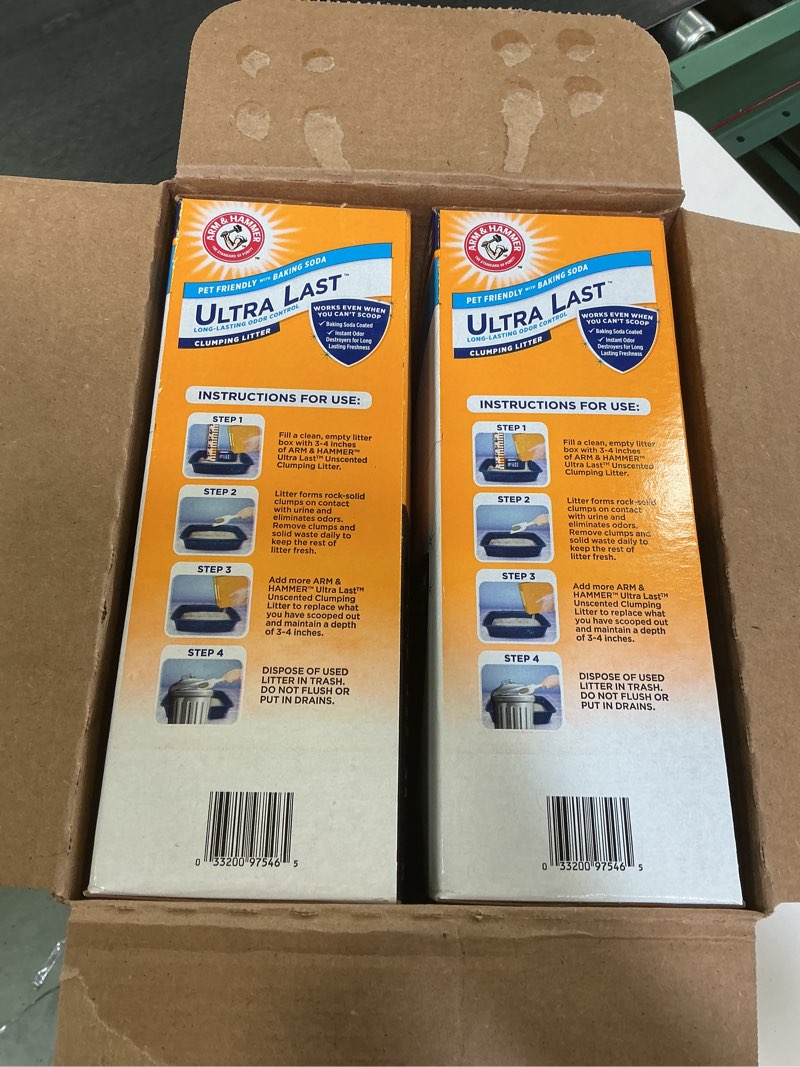 ARM & HAMMER
THE STANDARD OF PURITY
™
PET FRIENDLY WITH BAKING SODA
ULTRA LAST™
LONG-LASTING ODOR CONTROL
CLUMPING LITTER
WORKS EVEN WHEN
YOU CAN'T SCOOP
✓ Baking Soda Coated
✓ Instant Odor
Destroyers for Long
Lasting Freshness
INSTRUCTIONS FOR USE:
STEP 1
Fill
Fill a clean, empty litter
box with 3-4 inches
of ARM & HAMMER™
Ultra Last™ Unscented
Clumping Litter.
STEP 2
Litter forms rock-solid
clumps on contact
with urine and
eliminates odors.
Remove clumps and
solid waste daily to
keep the rest of
litter fresh.
STEP 3
Add more ARM &
HAMMER™ Ultra Last™
Unscented Clumping
Litter to replace what
you have scooped out
and maintain a depth
of 3-4 inches.
STEP 4
DISPOSE OF USED
LITTER IN TRASH.
DO NOT FLUSH OR
PUT IN DRAINS.
0 33200 97546 5
ARM & HAMMER
THE STANDARD OF PURITY
™
PET FRIENDLY WITH BAKING SODA
ULTRA LAST™
LONG-LASTING ODOR CONTROL
CLUMPING LITTER
WORKS EVEN WHEN
YOU CAN'T SCOOP
✓ Baking Soda Coated
✓ Instant Odor
Destroyers for Long
Lasting Freshness
INSTRUCTIONS FOR USE:
STEP 1
Fill
Fill a clean, empty litter
box with 3-4 inches
of ARM & HAMMER™
Ultra Last™ Unscented
Clumping Litter.
STEP 2
Litter forms rock-solid
clumps on contact
with urine and
eliminates odors.
Remove clumps and
solid waste daily to
keep the rest of
litter fresh.
STEP 3
Add more ARM &
HAMMER™ Ultra Last™
Unscented Clumping
Litter to replace what
you have scooped out
and maintain a depth
of 3-4 inches.
STEP 4
DISPOSE OF USED
LITTER IN TRASH.
DO NOT FLUSH OR
PUT IN DRAINS.
0 33200 97546 5